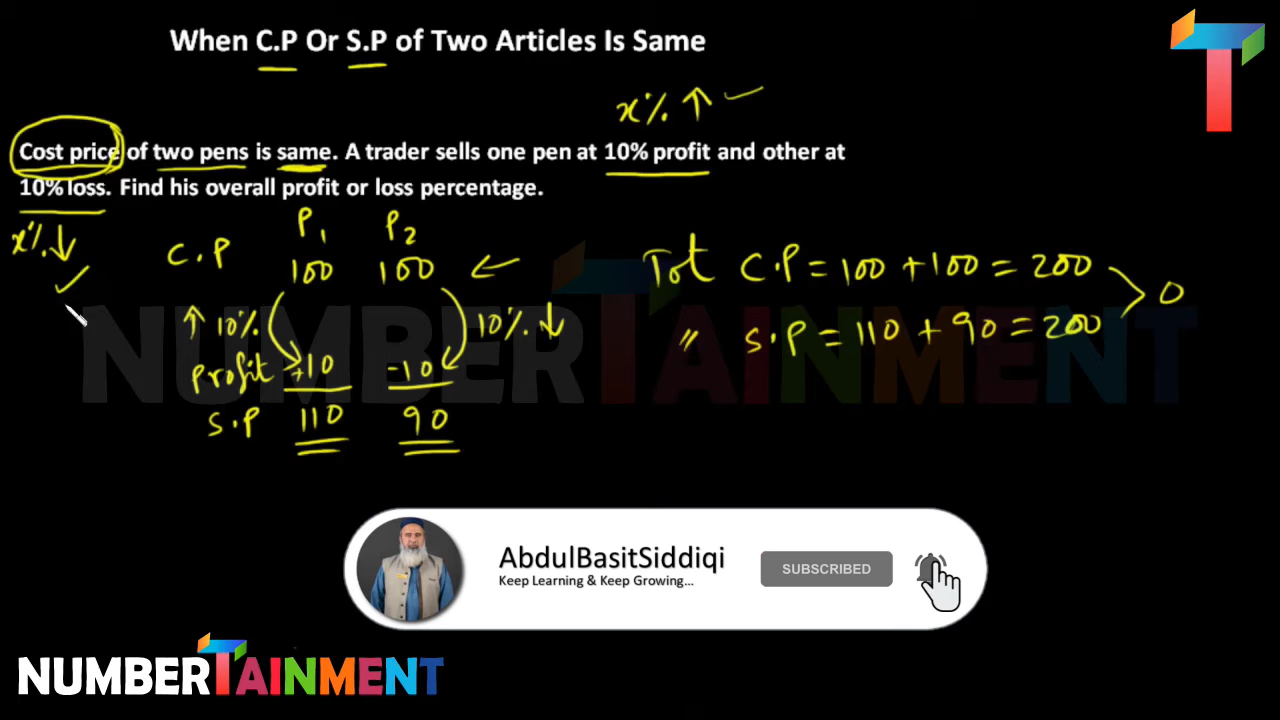 When C.P Or S.P of Two Articles Is Same
x% ↑ ✓
Cost price of two pens is same. A trader sells one pen at 10% profit and other at
10% loss. Find his overall profit or loss percentage.
x% ↓ ✓
P1 P2
C.P 100 100 ←
↑ 10% 10% ↓
Profit +10 -10
S.P 110 90
Tot C.P = 100 + 100 = 200
" S.P = 110 + 90 = 200
0
NUMBERTAINMENT
AbdulBasitSiddiqi
Keep Learning & Keep Growing...
SUBSCRIBED
NUMBERTAINMENT
T